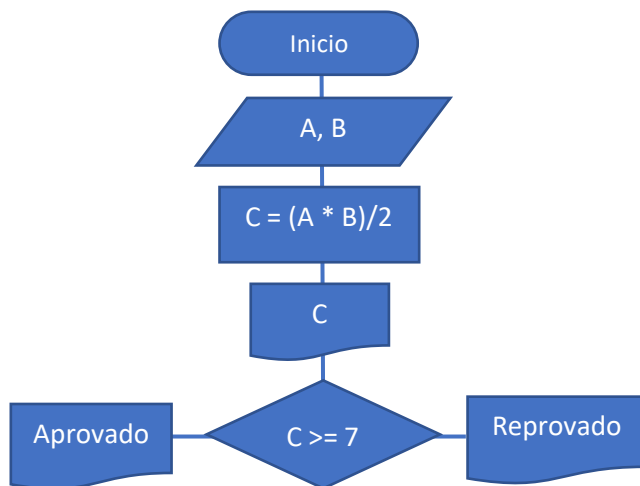 Inicio
A, B
C = (A * B)/2
C
Aprovado
C >= 7
Reprovado